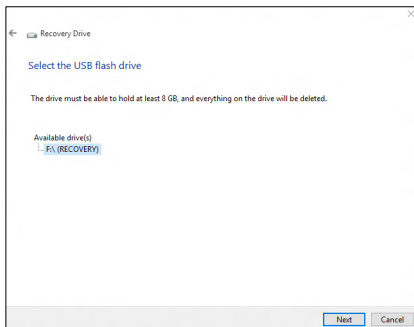 Recovery Drive
Select the USB flash drive
The drive must be able to hold at least 8 GB, and everything on the drive will be deleted.
Available drive(s)
F:\ (RECOVERY)
Next Cancel